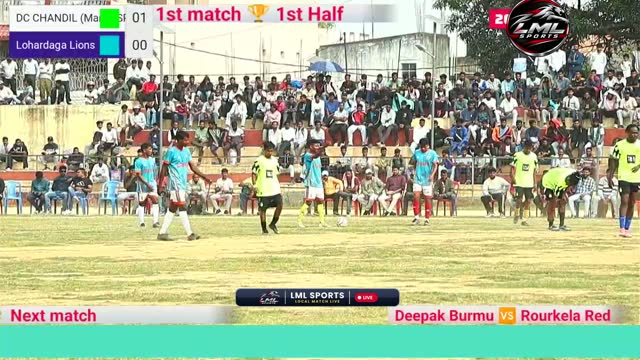 DC CHANDIL (Ma
01
1st match 🏆 1st Half
Lohardaga Lions
00
20
LML
SPORTS
LML SPORTS
LOCAL MATCH LIVE
LIVE
Next match
Deepak Burmu VS Rourkela Red